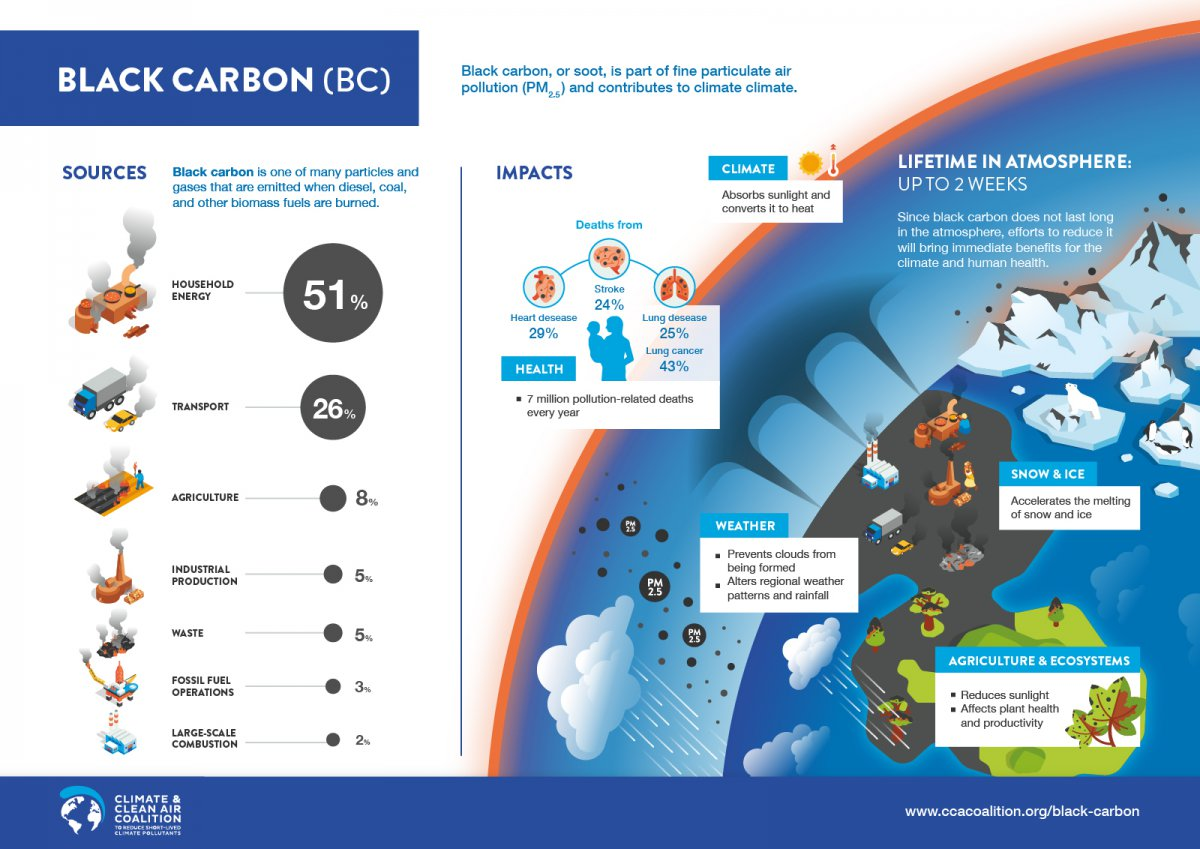 BLACK CARBON (BC)
Black carbon, or soot, is part of fine particulate air
pollution (PM2.5) and contributes to climate climate.
SOURCES
Black carbon is one of many particles and
gases that are emitted when diesel, coal,
and other biomass fuels are burned.
HOUSEHOLD
ENERGY
51%
TRANSPORT
26%
AGRICULTURE
8%
INDUSTRIAL
PRODUCTION
5%
WASTE
5%
FOSSIL FUEL
OPERATIONS
3%
LARGE-SCALE
COMBUSTION
2%
IMPACTS
CLIMATE
Absorbs sunlight and
converts it to heat
Deaths from
Stroke
24%
Heart desease
29%
Lung desease
25%
Lung cancer
43%
HEALTH
▪ 7 million pollution-related deaths
every year
LIFETIME IN ATMOSPHERE:
UP TO 2 WEEKS
Since black carbon does not last long
in the atmosphere, efforts to reduce it
will bring immediate benefits for the
climate and human health.
SNOW & ICE
Accelerates the melting
of snow and ice
PM
2.5
PM
2.5
PM
2.5
WEATHER
▪ Prevents clouds from
being formed
▪ Alters regional weather
patterns and rainfall
AGRICULTURE & ECOSYSTEMS
▪ Reduces sunlight
▪ Affects plant health
and productivity
CLIMATE &
CLEAN AIR
COALITION
TO REDUCE SHORT-LIVED
CLIMATE POLLUTANTS
www.ccacoalition.org/black-carbon